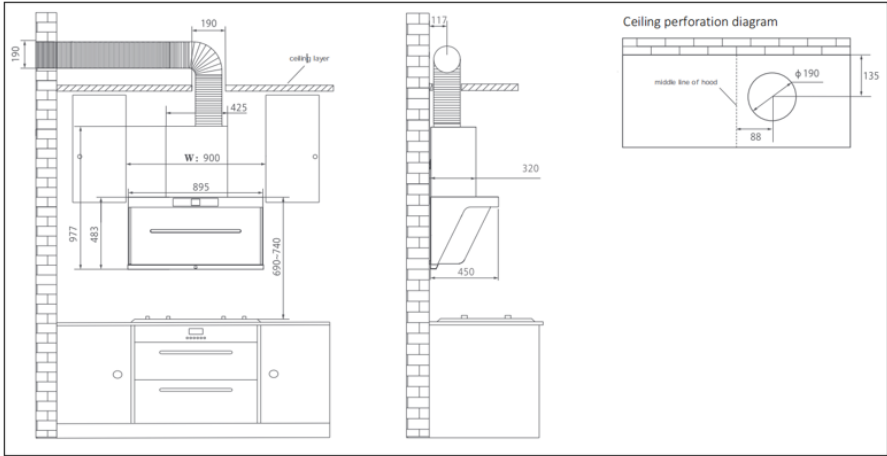 190
190
ceiling layer
425
W: 900
895
977
483
690~740
117
320
450
Ceiling perforation diagram
middle line of hood
ϕ190
135
88